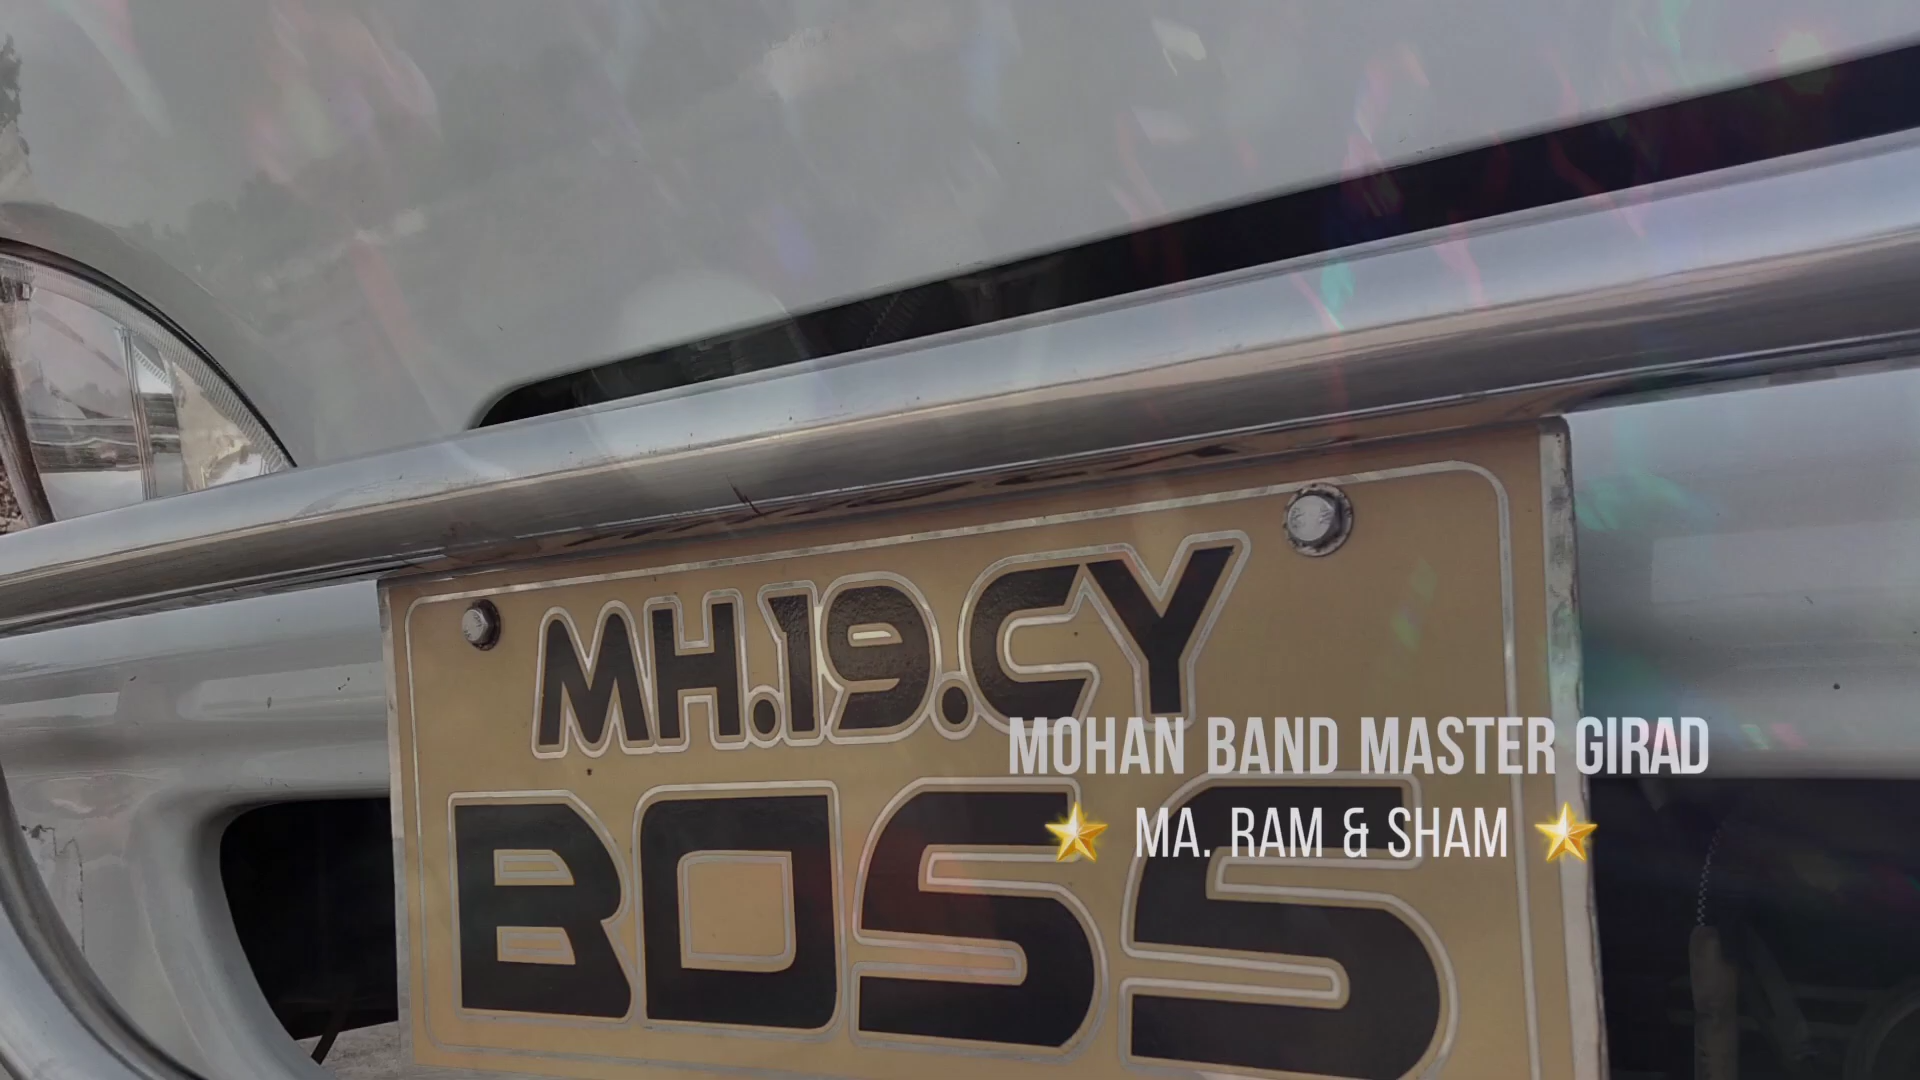 MH.19.CY
BOSS
MOHAN BAND MASTER GIRAD
⭐ MA. RAM & SHAM ⭐